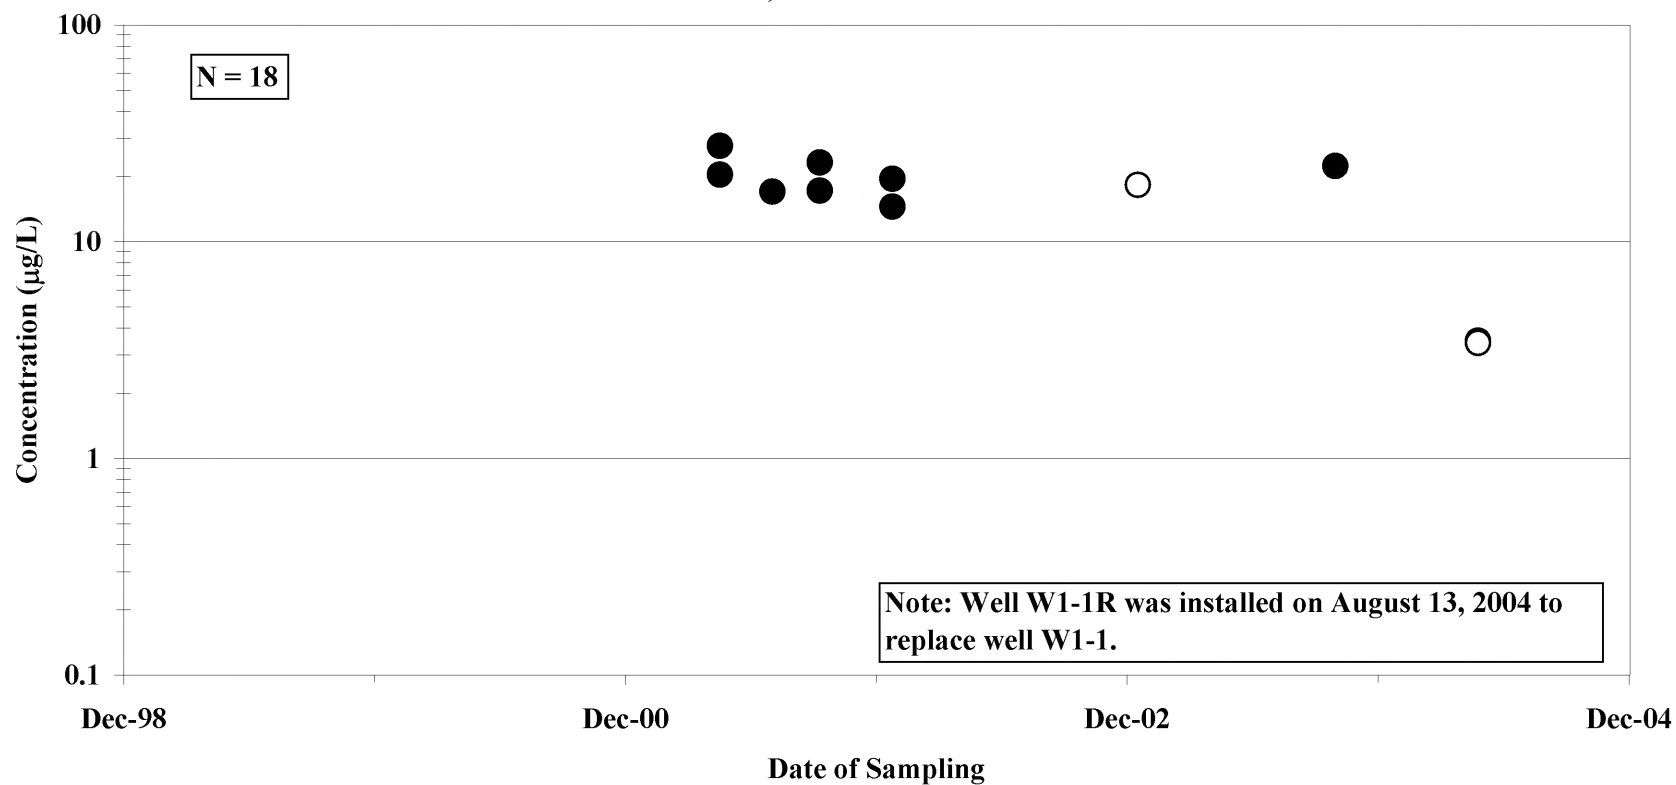 100
N = 18
10
1
0.1
Concentration (µg/L)
Note: Well W1-1R was installed on August 13, 2004 to
replace well W1-1.
Dec-98 Dec-00 Dec-02 Dec-04
Date of Sampling